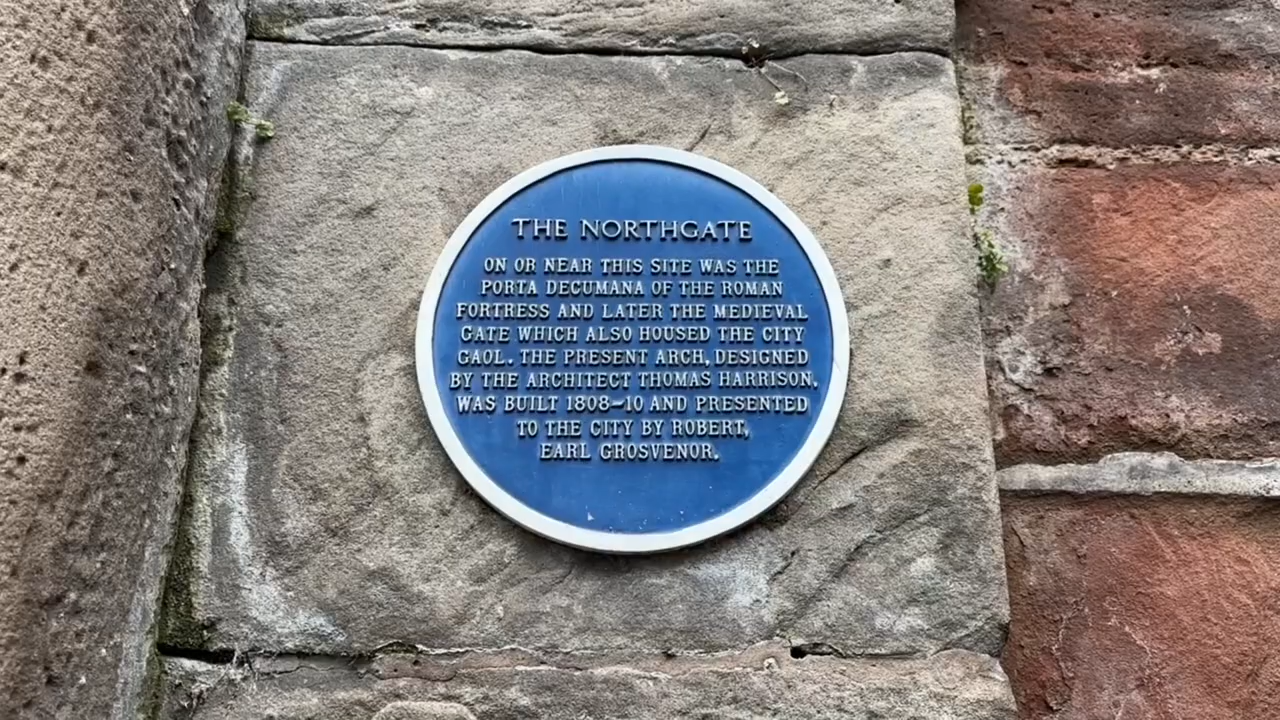 THE NORTHGATE
ON OR NEAR THIS SITE WAS THE
PORTA DECUMANA OF THE ROMAN
FORTRESS AND LATER THE MEDIEVAL
GATE WHICH ALSO HOUSED THE CITY
GAOL. THE PRESENT ARCH, DESIGNED
BY THE ARCHITECT THOMAS HARRISON,
WAS BUILT 1808-10 AND PRESENTED
TO THE CITY BY ROBERT,
EARL GROSVENOR.